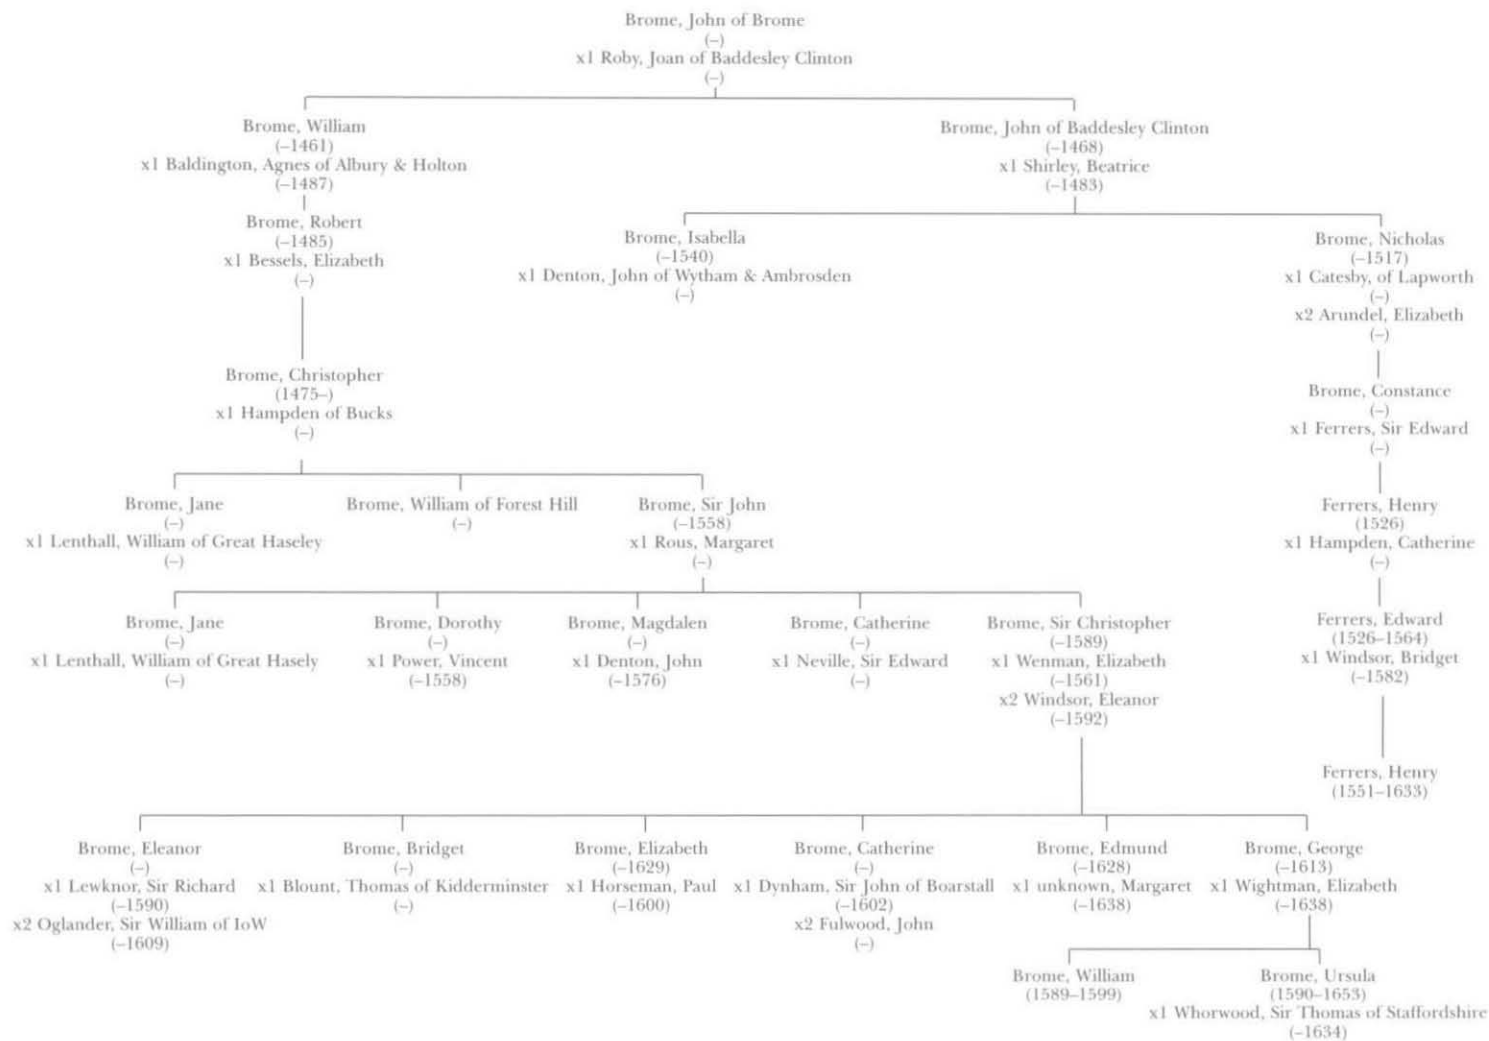 Brome, John of Brome
(–)
x1 Roby, Joan of Baddesley Clinton
(–)
Brome, William
(–1461)
x1 Baldington, Agnes of Albury & Holton
(–1487)
Brome, John of Baddesley Clinton
(–1468)
x1 Shirley, Beatrice
(–1483)
Brome, Robert
(–1485)
x1 Bessels, Elizabeth
(–)
Brome, Isabella
(–1540)
x1 Denton, John of Wytham & Ambrosden
(–)
Brome, Nicholas
(–1517)
x1 Catesby, of Lapworth
(–)
x2 Arundel, Elizabeth
(–)
Brome, Christopher
(1475–)
x1 Hampden of Bucks
(–)
Brome, Constance
(–)
x1 Ferrers, Sir Edward
(–)
Brome, Jane
(–)
x1 Lenthall, William of Great Haseley
(–)
Brome, William of Forest Hill
(–)
Brome, Sir John
(–1558)
x1 Rous, Margaret
(–)
Ferrers, Henry
(1526)
x1 Hampden, Catherine
(–)
Brome, Jane
(–)
x1 Lenthall, William of Great Hasely
(–)
Brome, Dorothy
(–)
x1 Power, Vincent
(–1558)
Brome, Magdalen
(–)
x1 Denton, John
(–1576)
Brome, Catherine
(–)
x1 Neville, Sir Edward
(–)
Brome, Sir Christopher
(–1589)
x1 Wenman, Elizabeth
(–1561)
x2 Windsor, Eleanor
(–1592)
Ferrers, Edward
(1526–1564)
x1 Windsor, Bridget
(–1582)
Ferrers, Henry
(1551–1633)
Brome, Eleanor
(–)
x1 Lewknor, Sir Richard
(–1590)
x2 Oglander, Sir William of IoW
(–1609)
Brome, Bridget
(–)
x1 Blount, Thomas of Kidderminster
(–)
Brome, Elizabeth
(–1629)
x1 Horseman, Paul
(–1600)
Brome, Catherine
(–)
x1 Dynham, Sir John of Boarstall
(–1602)
x2 Fulwood, John
(–)
Brome, Edmund
(–1628)
x1 unknown, Margaret
(–1638)
Brome, George
(–1613)
x1 Wightman, Elizabeth
(–1638)
Brome, William
(1589–1599)
Brome, Ursula
(1590–1653)
x1 Whorwood, Sir Thomas of Staffordshire
(–1634)